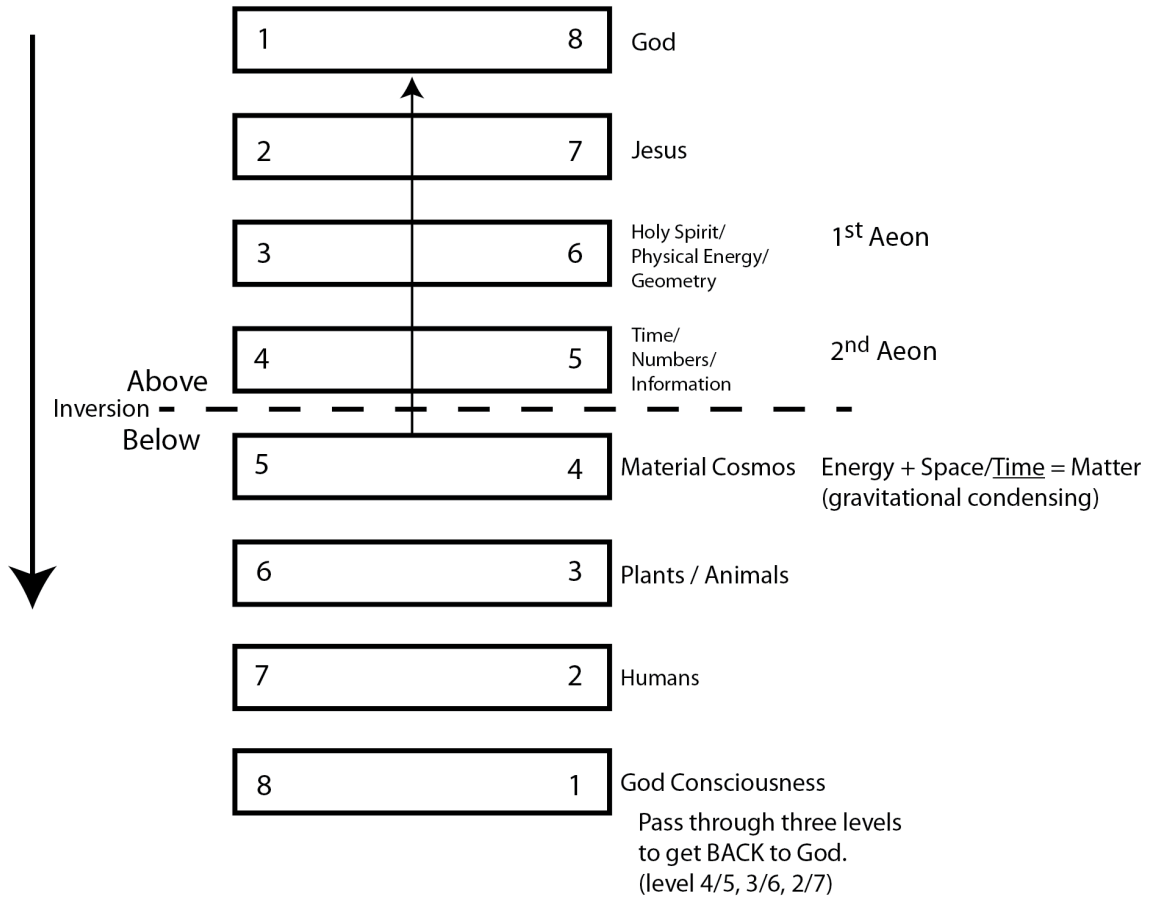 1 8 God
2 7 Jesus
3 6 Holy Spirit/
Physical Energy/
Geometry
1st Aeon
4 5 Time/
Numbers/
Information
2nd Aeon
Above
Inversion
Below
5 4 Material Cosmos Energy + Space/Time = Matter
(gravitational condensing)
6 3 Plants / Animals
7 2 Humans
8 1 God Consciousness
Pass through three levels
to get BACK to God.
(level 4/5, 3/6, 2/7)